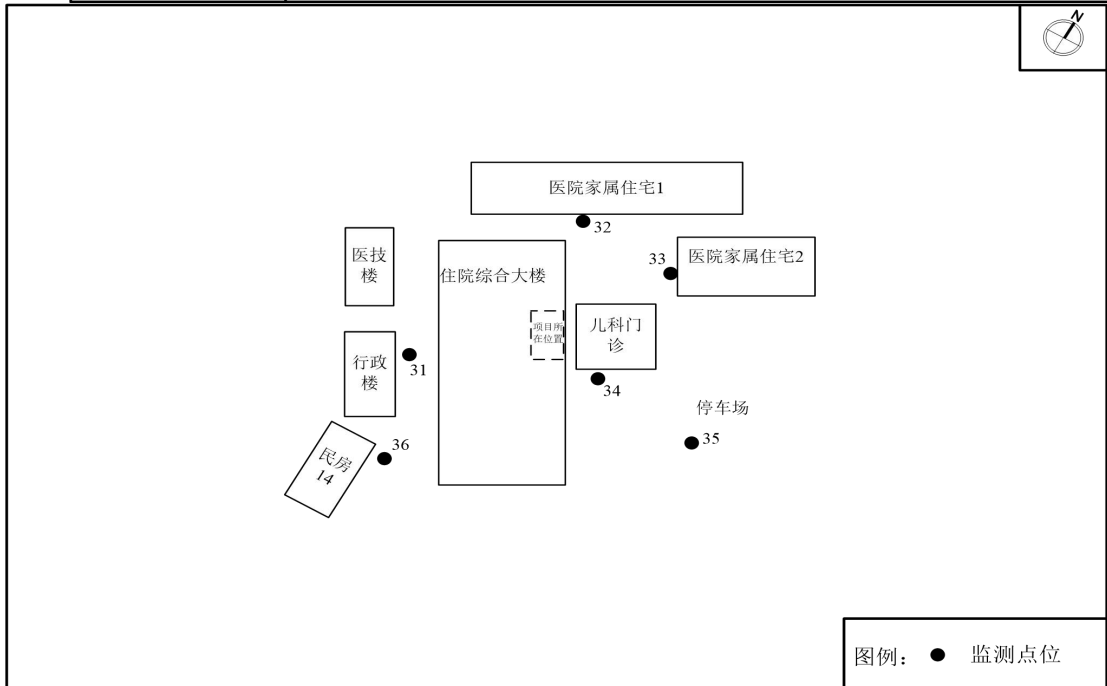 N
医院家属住宅1
32
医技
楼
住院综合大楼
33
医院家属住宅2
项目所
在位置
儿科门
诊
行政
楼
31
34
停车场
35
36
民房
14
图例：
监测点位